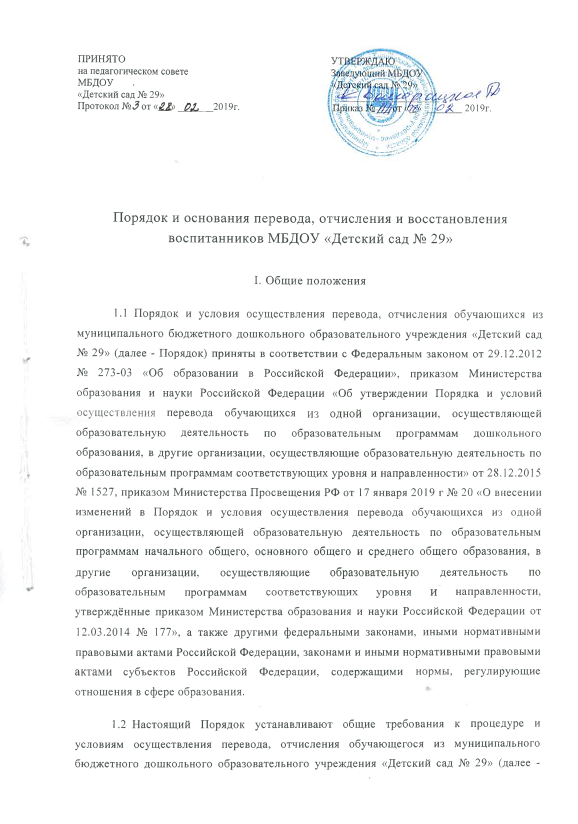 ПРИНЯТО
на педагогическом совете
МБДОУ
«Детский сад № 29»
Протокол № 3 от «28» 02 2019г.
УТВЕРЖДАЮ
Заведующий МБДОУ
«Детский сад № 29»
Приказ № от « » 02 2019г.
Порядок и основания перевода, отчисления и восстановления
воспитанников МБДОУ «Детский сад № 29»
I. Общие положения
1.1 Порядок и условия осуществления перевода, отчисления обучающихся из
муниципального бюджетного дошкольного образовательного учреждения «Детский сад
№ 29» (далее - Порядок) приняты в соответствии с Федеральным законом от 29.12.2012
№ 273-03 «Об образовании в Российской Федерации», приказом Министерства
образования и науки Российской Федерации «Об утверждении Порядка и условий
осуществления перевода обучающихся из одной организации, осуществляющей
образовательную деятельность по образовательным программам дошкольного
образования, в другие организации, осуществляющие образовательную деятельность по
образовательным программам соответствующих уровня и направленности» от 28.12.2015
№ 1527, приказом Министерства Просвещения РФ от 17 января 2019 г № 20 «О внесении
изменений в Порядок и условия осуществления перевода обучающихся из одной
организации, осуществляющей образовательную деятельность по образовательным
программам начального общего, основного общего и среднего общего образования, в
другие организации, осуществляющие образовательную деятельность по
образовательным программам соответствующих уровня и направленности,
утверждённые приказом Министерства образования и науки Российской Федерации от
12.03.2014 № 177», а также другими федеральными законами, иными нормативными
правовыми актами Российской Федерации, законами и иными нормативными правовыми
актами субъектов Российской Федерации, содержащими нормы, регулирующие
отношения в сфере образования.
1.2 Настоящий Порядок устанавливают общие требования к процедуре и
условиям осуществления перевода, отчисления обучающегося из муниципального
бюджетного дошкольного образовательного учреждения «Детский сад № 29» (далее -